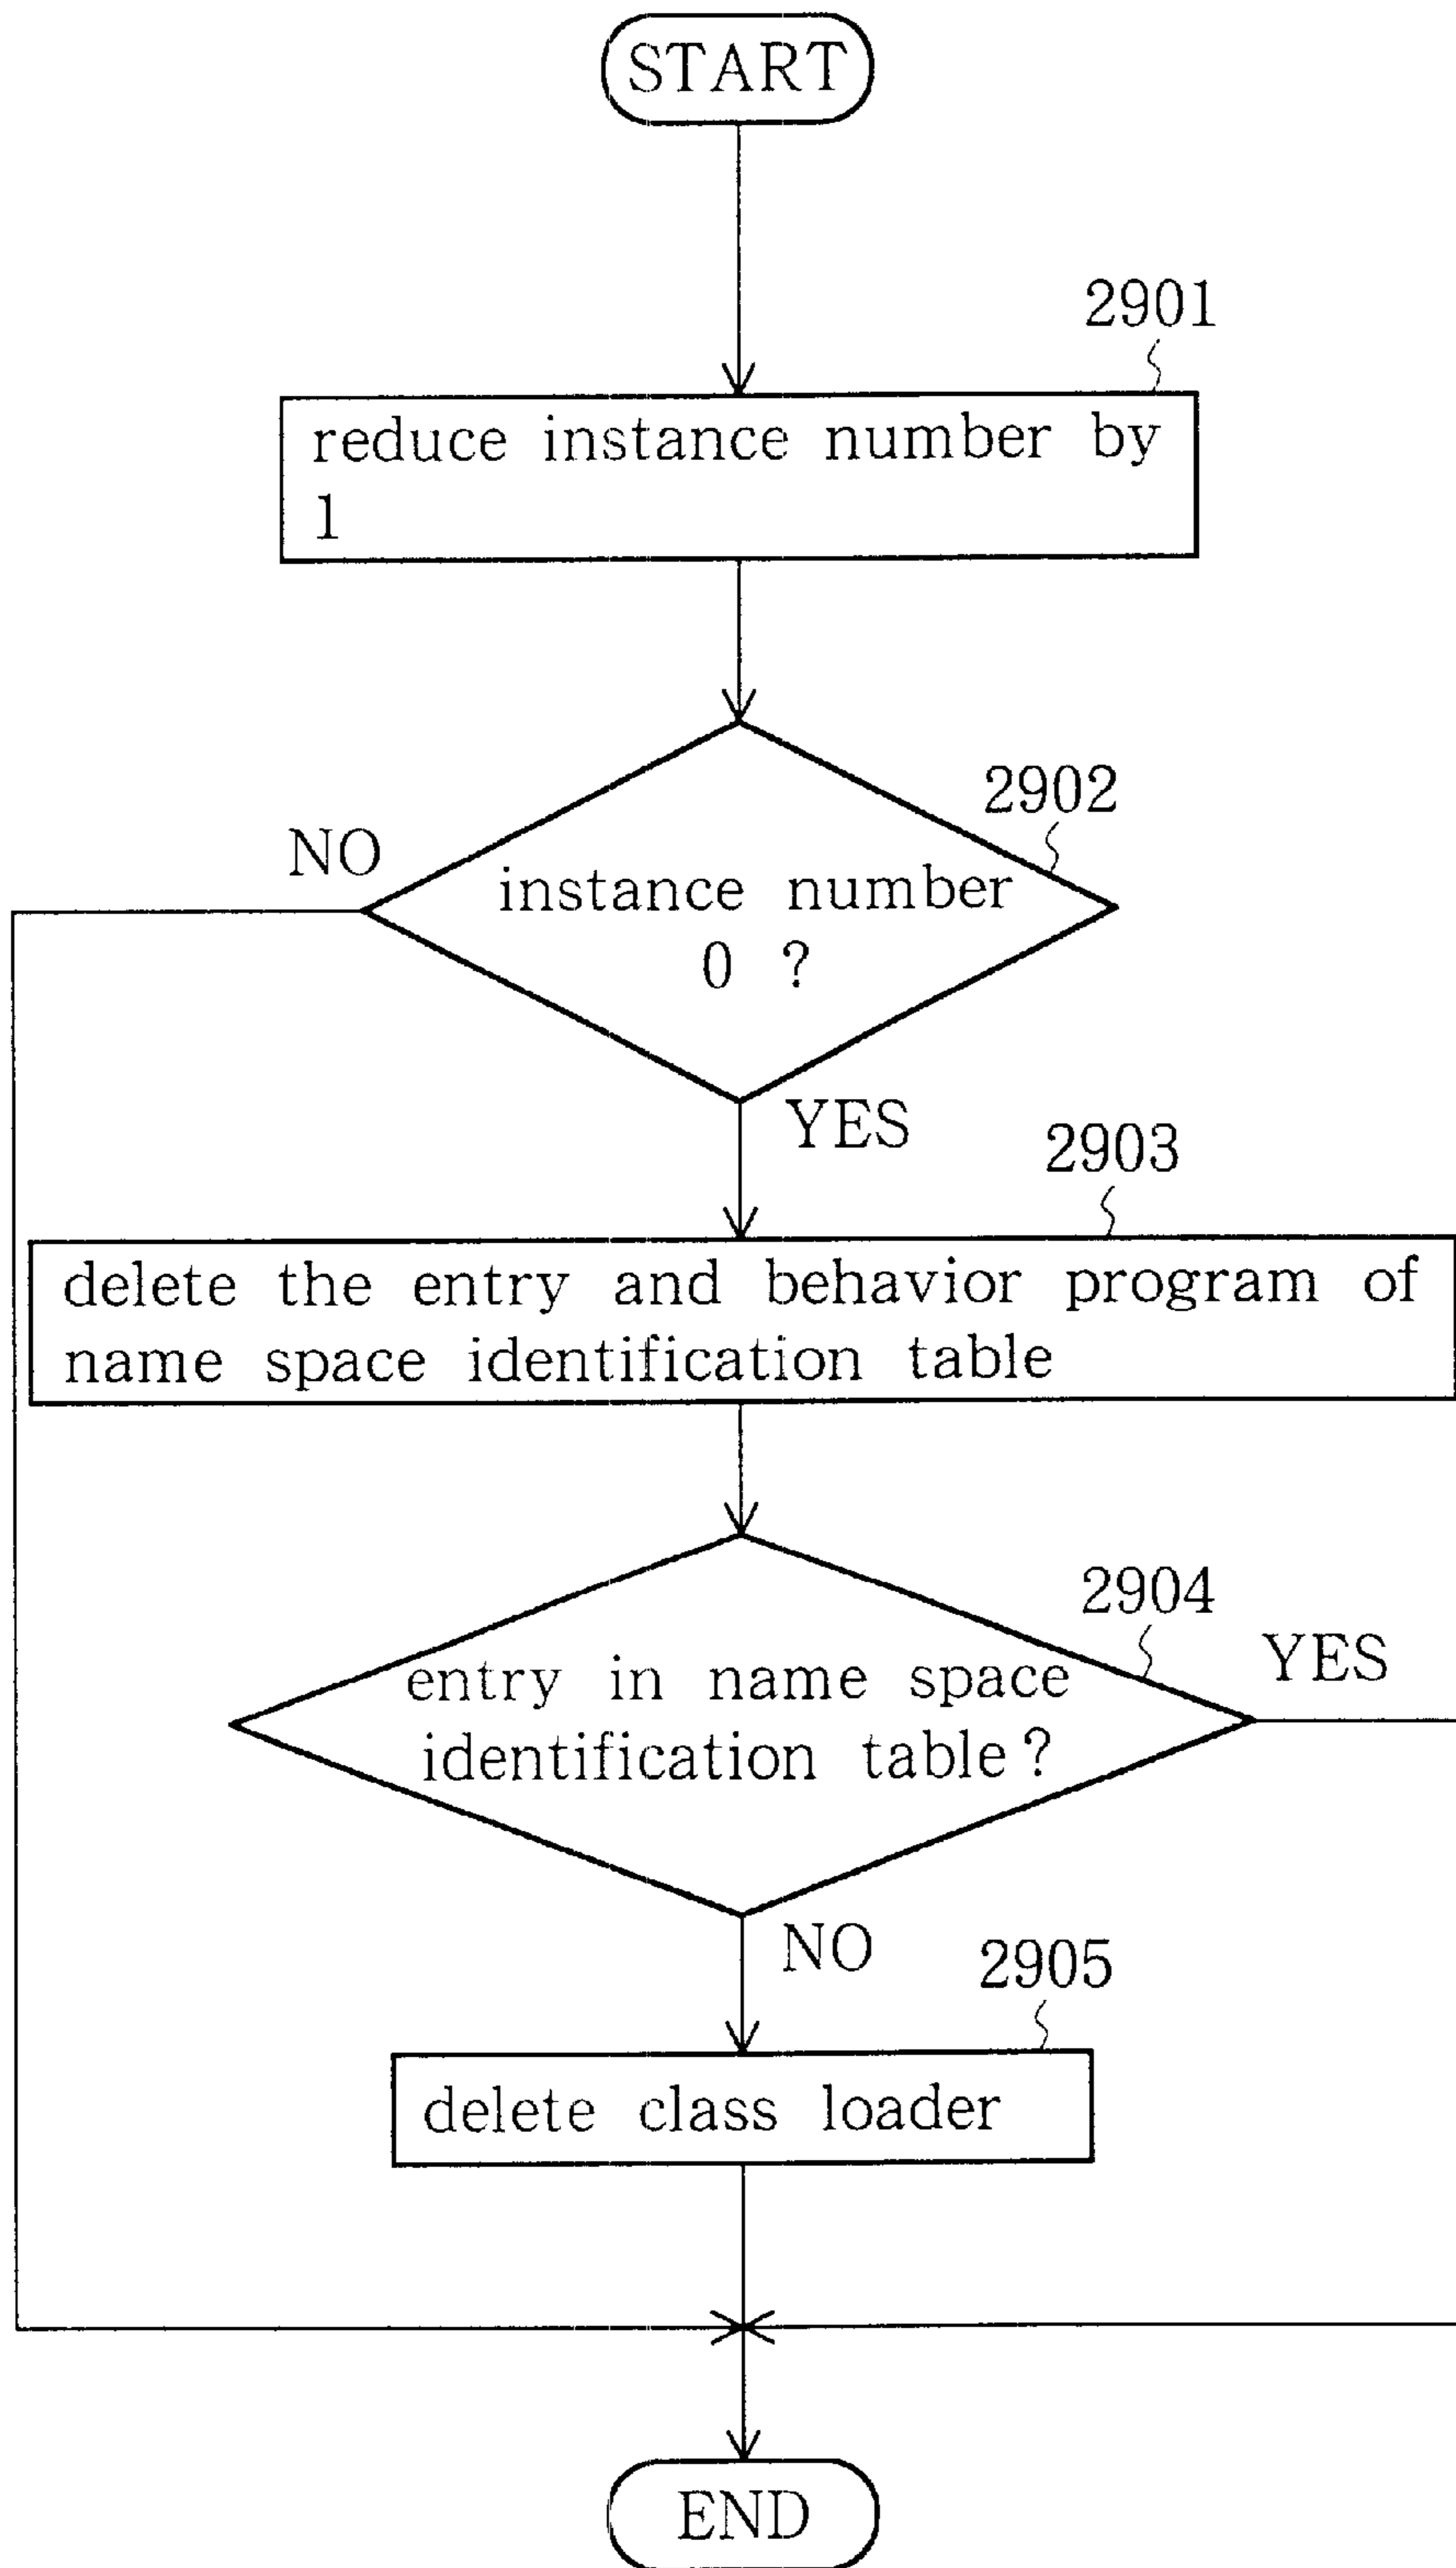 START
2901
reduce instance number by
1
2902
NO
instance number
0 ?
YES
2903
delete the entry and behavior program of
name space identification table
2904
YES
entry in name space
identification table?
NO
2905
delete class loader
END